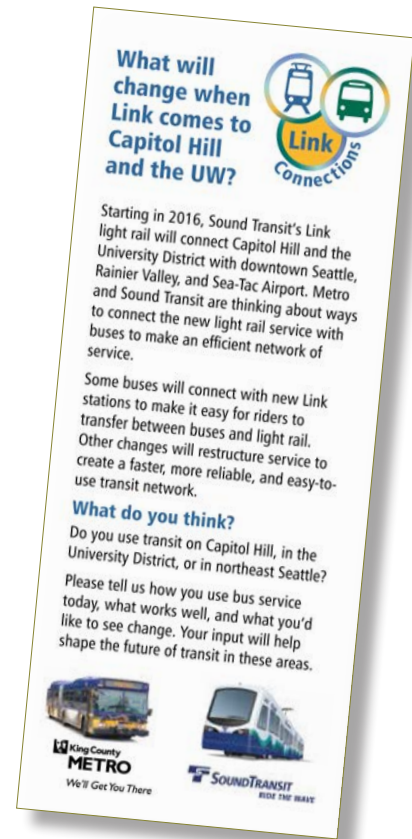 What will
change when
Link comes to
Capitol Hill
and the UW?
Link
Connections
Starting in 2016, Sound Transit's Link
light rail will connect Capitol Hill and the
University District with downtown Seattle,
Rainier Valley, and Sea-Tac Airport. Metro
and Sound Transit are thinking about ways
to connect the new light rail service with
buses to make an efficient network of
service.
Some buses will connect with new Link
stations to make it easy for riders to
transfer between buses and light rail.
Other changes will restructure service to
create a faster, more reliable, and easy-to-
use transit network.
What do you think?
Do you use transit on Capitol Hill, in the
University District, or in northeast Seattle?
Please tell us how you use bus service
today, what works well, and what you'd
like to see change. Your input will help
shape the future of transit in these areas.
King County
METRO
We'll Get You There
SOUNDTRANSIT
RIDE THE WAVE